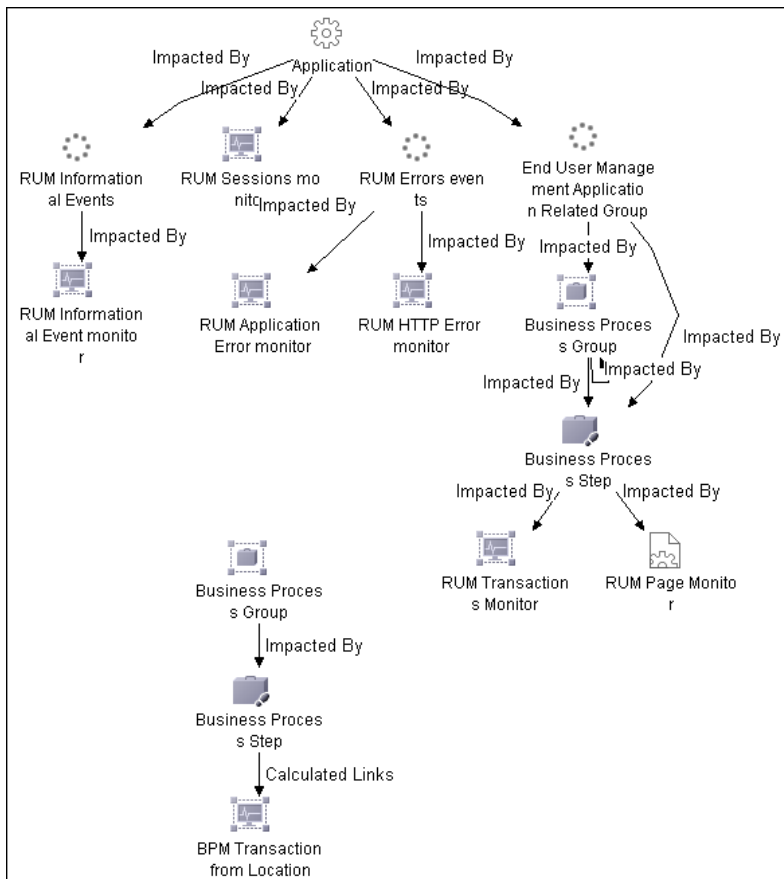 Application
Impacted By
Impacted By
Impacted By
Impacted By
RUM Information
al Events
RUM Sessions mo
nitc
RUM Errors even
ts
End User Manage
ment Applicatio
n Related Group
Impacted By
Impacted By
Impacted By
Impacted By
RUM Information
al Event monito
r
RUM Application
Error monitor
RUM HTTP Error
monitor
Business Proces
s Group
Impacted By
Impacted By
Impacted By
Business Proces
s Step
Impacted By
Impacted By
RUM Transaction
s Monitor
RUM Page Monito
r
Business Proces
s Group
Impacted By
Business Proces
s Step
Calculated Links
BPM Transaction
from Location